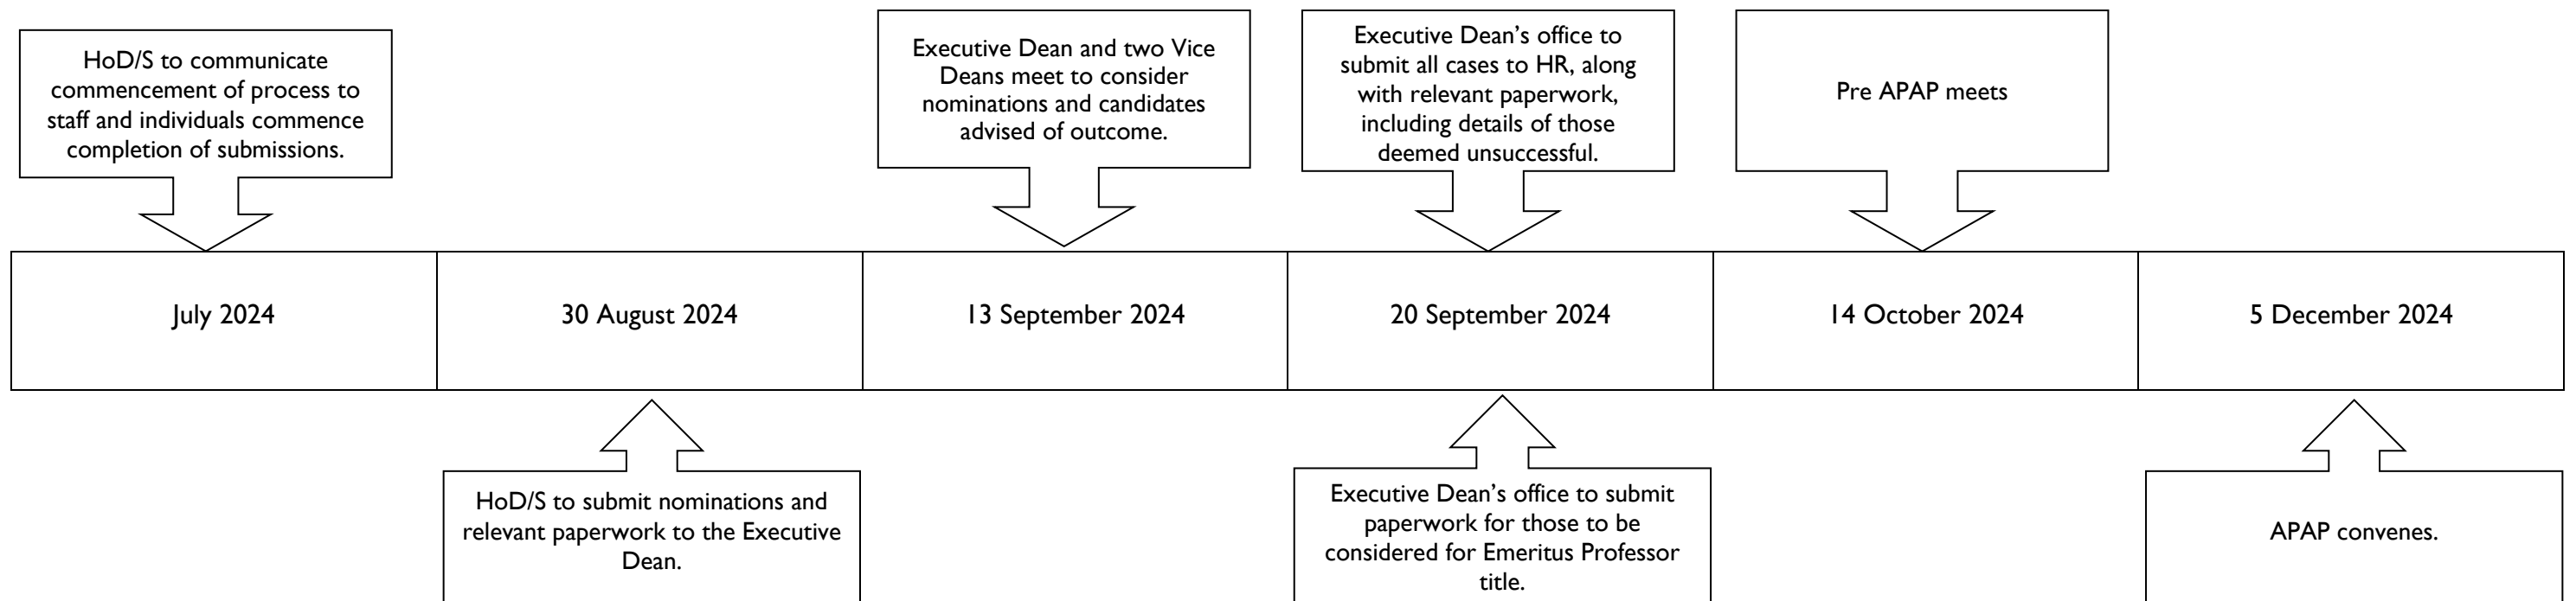 HoD/S to communicate
commencement of process to
staff and individuals commence
completion of submissions.
Executive Dean and two Vice
Deans meet to consider
nominations and candidates
advised of outcome.
Executive Dean’s office to
submit all cases to HR, along
with relevant paperwork,
including details of those
deemed unsuccessful.
Pre APAP meets
July 2024
30 August 2024
13 September 2024
20 September 2024
14 October 2024
5 December 2024
HoD/S to submit nominations and
relevant paperwork to the Executive
Dean.
Executive Dean’s office to submit
paperwork for those to be
considered for Emeritus Professor
title.
APAP convenes.